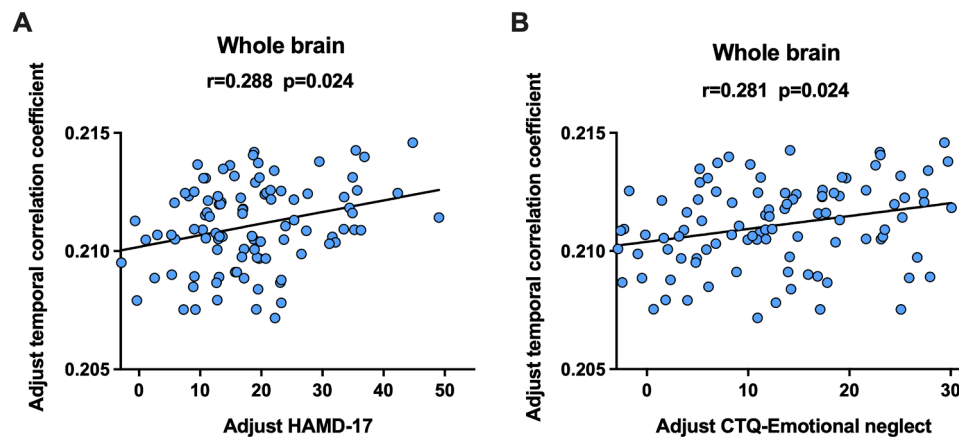 A
Whole brain
r=0.288 p=0.024
Adjust temporal correlation coefficient
0.215
0.210
0.205
0 10 20 30 40 50
Adjust HAMD-17
B
Whole brain
r=0.281 p=0.024
Adjust temporal correlation coefficient
0.215
0.210
0.205
0 10 20 30
Adjust CTQ-Emotional neglect